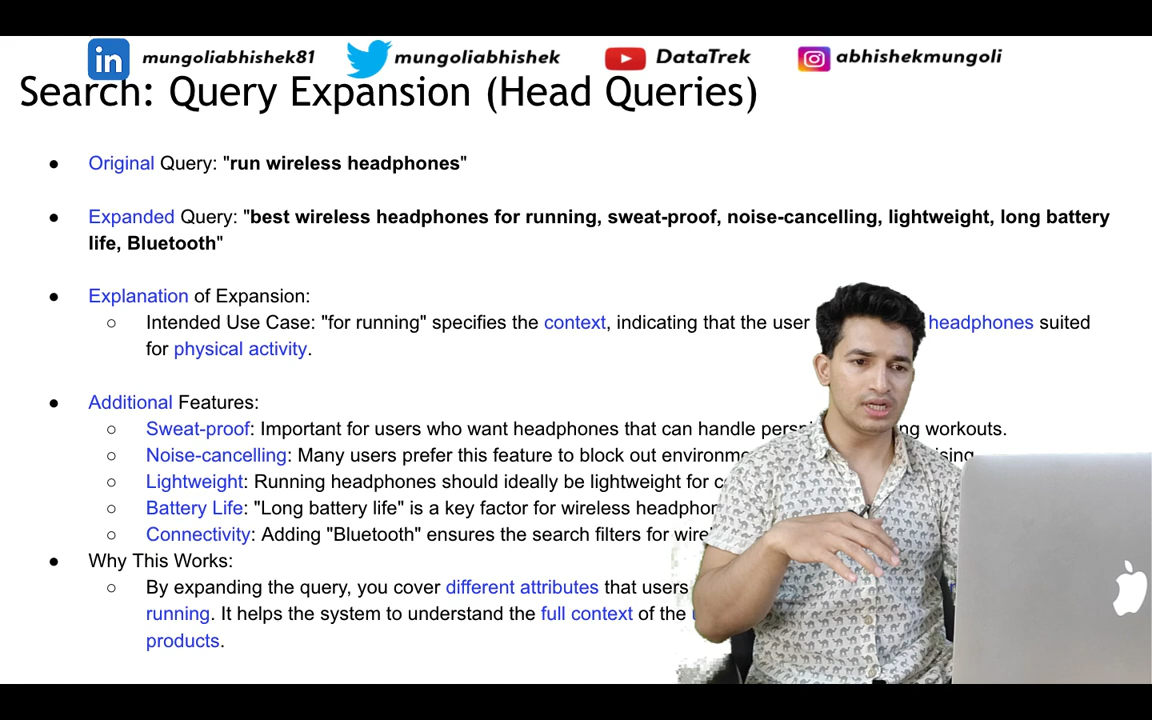 in mungoliabhishek81 mungoliabhishek DataTrek abhishekmungoli
Search: Query Expansion (Head Queries)
● Original Query: "run wireless headphones"
● Expanded Query: "best wireless headphones for running, sweat-proof, noise-cancelling, lightweight, long battery
life, Bluetooth"
● Explanation of Expansion:
○ Intended Use Case: "for running" specifies the context, indicating that the user headphones suited
for physical activity.
● Additional Features:
○ Sweat-proof: Important for users who want headphones that can handle workouts.
○ Noise-cancelling: Many users prefer this feature to block out
○ Lightweight: Running headphones should ideally be lightweight for
○ Battery Life: "Long battery life" is a key factor for wireless
○ Connectivity: Adding "Bluetooth" ensures the search filters for
● Why This Works:
○ By expanding the query, you cover different attributes that users
running. It helps the system to understand the full context of the
products.